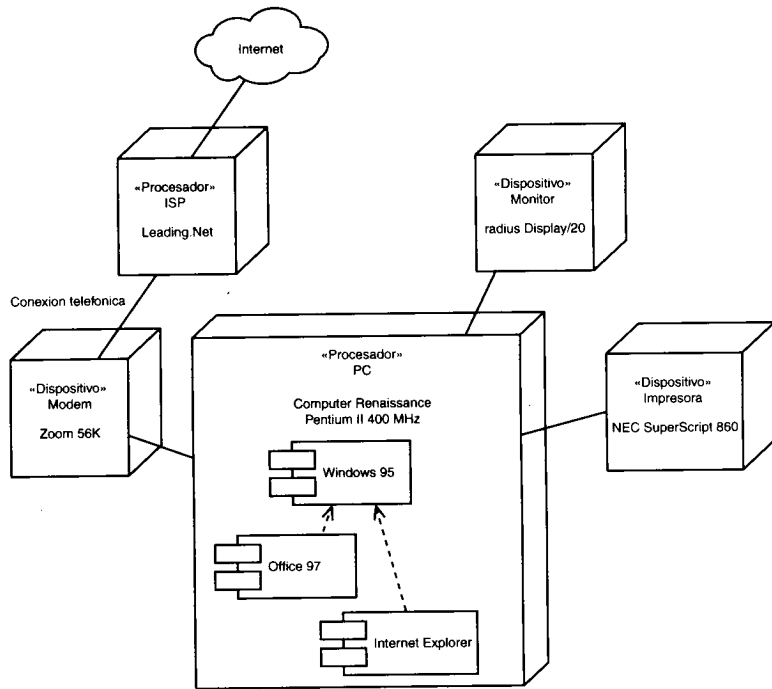 Internet
«Procesador»
ISP
Leading.Net
«Dispositivo»
Monitor
radius Display/20
Conexion telefonica
«Dispositivo»
Modem
Zoom 56K
«Procesador»
PC
Computer Renaissance
Pentium II 400 MHz
Windows 95
Office 97
Internet Explorer
«Dispositivo»
Impresora
NEC SuperScript 860